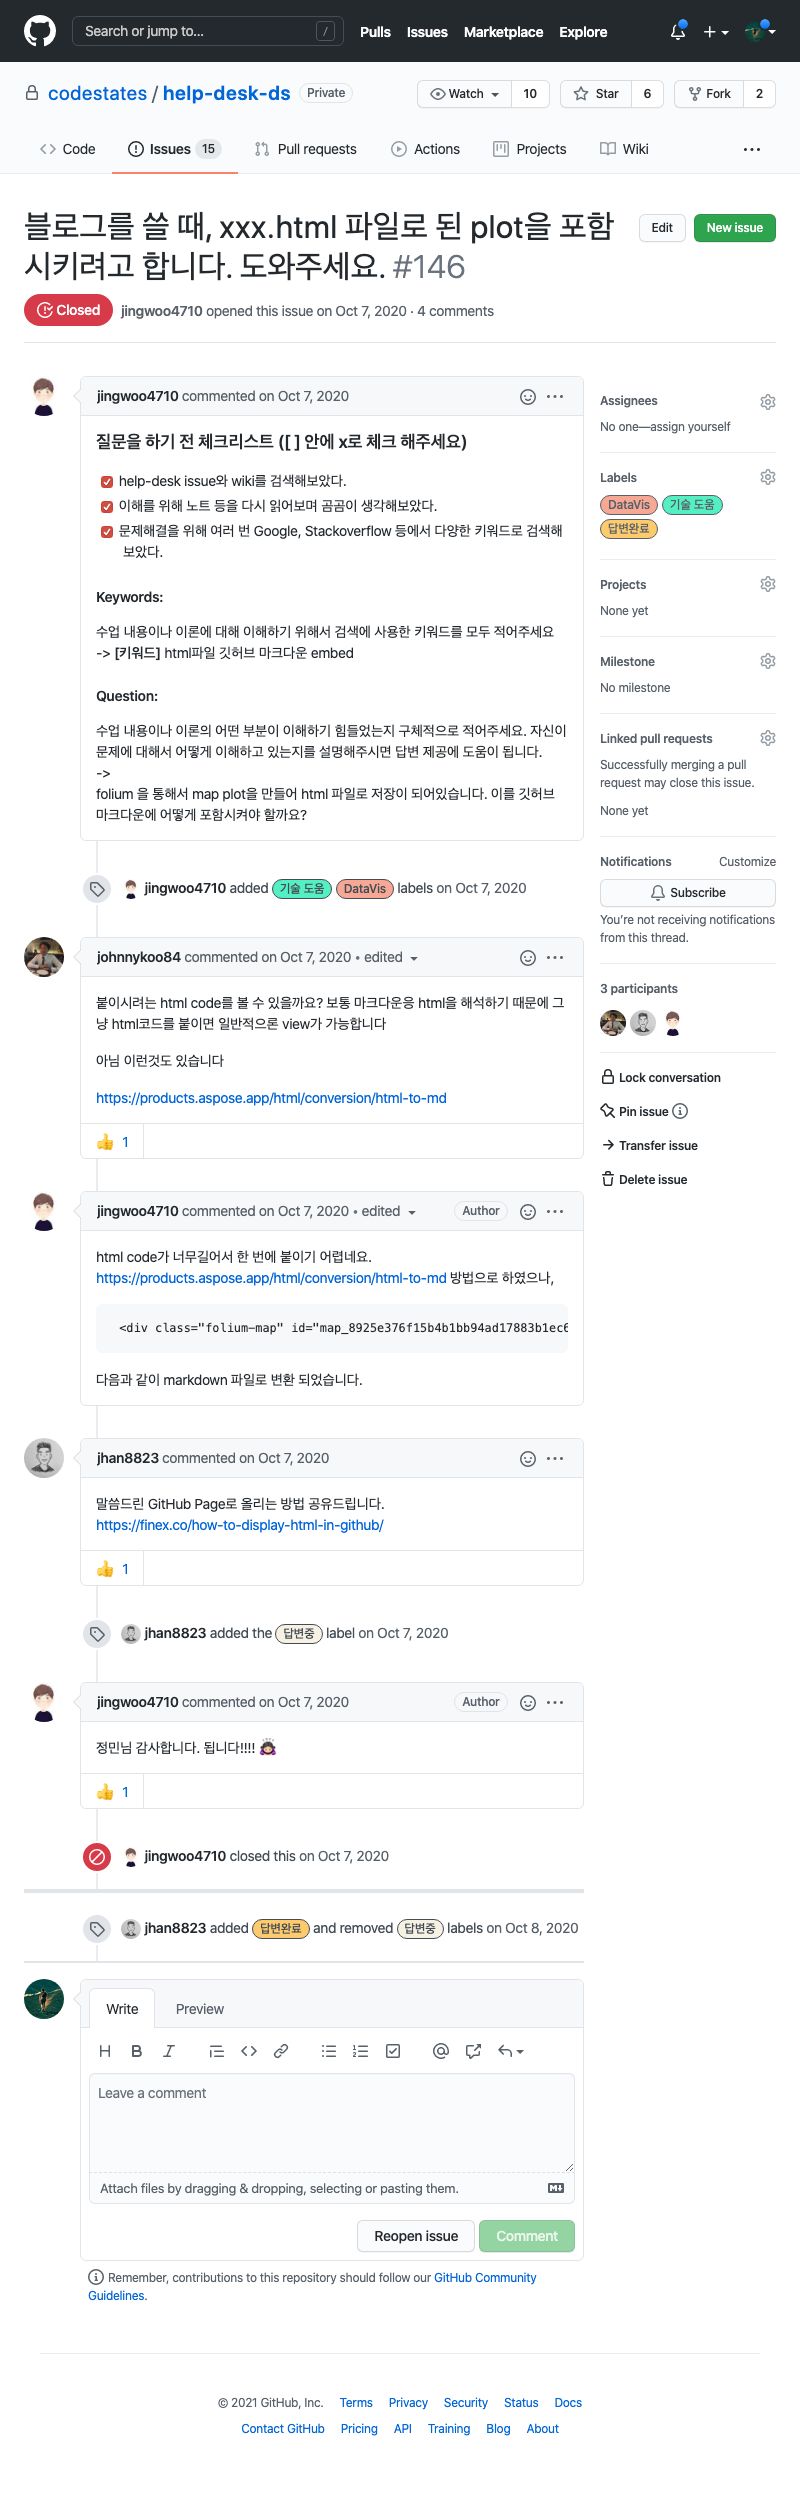 Search or jump to... /
Pulls Issues Marketplace Explore
codestates / help-desk-ds Private
Watch 10 Star 6 Fork 2
Code Issues 15 Pull requests Actions Projects Wiki ...
블로그를 쓸 때, xxx.html 파일로 된 plot을 포함
시키려고 합니다. 도와주세요. #146
Edit New issue
Closed jingwoo4710 opened this issue on Oct 7, 2020 · 4 comments
jingwoo4710 commented on Oct 7, 2020
질문을 하기 전 체크리스트 ([ ] 안에 x로 체크 해주세요)
help-desk issue와 wiki를 검색해보았다.
이해를 위해 노트 등을 다시 읽어보며 곰곰이 생각해보았다.
문제해결을 위해 여러 번 Google, Stackoverflow 등에서 다양한 키워드로 검색해
보았다.
Keywords:
수업 내용이나 이론에 대해 이해하기 위해서 검색에 사용한 키워드를 모두 적어주세요
-> [키워드] html파일 깃허브 마크다운 embed
Question:
수업 내용이나 이론의 어떤 부분이 이해하기 힘들었는지 구체적으로 적어주세요. 자신이
문제에 대해서 어떻게 이해하고 있는지를 설명해주시면 답변 제공에 도움이 됩니다.
->
folium 을 통해서 map plot을 만들어 html 파일로 저장이 되어있습니다. 이를 깃허브
마크다운에 어떻게 포함시켜야 할까요?
jingwoo4710 added 기술 도움 DataVis labels on Oct 7, 2020
johnnykoo84 commented on Oct 7, 2020 • edited
붙이시려는 html code를 볼 수 있을까요? 보통 마크다운응 html을 해석하기 때문에 그
냥 html코드를 붙이면 일반적으론 view가 가능합니다
아님 이런것도 있습니다
https://products.aspose.app/html/conversion/html-to-md
👍 1
jingwoo4710 commented on Oct 7, 2020 • edited Author
html code가 너무길어서 한 번에 붙이기 어렵네요.
https://products.aspose.app/html/conversion/html-to-md 방법으로 하였으나,
<div class="folium-map" id="map_8925e376f15b4b1bb94ad17883b1ec6
다음과 같이 markdown 파일로 변환 되었습니다.
jhan8823 commented on Oct 7, 2020
말씀드린 GitHub Page로 올리는 방법 공유드립니다.
https://finex.co/how-to-display-html-in-github/
👍 1
jhan8823 added the 답변중 label on Oct 7, 2020
jingwoo4710 commented on Oct 7, 2020 Author
정민님 감사합니다. 됩니다!!!! 🙇
👍 1
jingwoo4710 closed this on Oct 7, 2020
jhan8823 added 답변완료 and removed 답변중 labels on Oct 8, 2020
Write Preview
Leave a comment
Attach files by dragging & dropping, selecting or pasting them.
Reopen issue Comment
Remember, contributions to this repository should follow our GitHub Community
Guidelines.
Assignees
No one—assign yourself
Labels
DataVis 기술 도움
답변완료
Projects
None yet
Milestone
No milestone
Linked pull requests
Successfully merging a pull
request may close this issue.
None yet
Notifications Customize
Subscribe
You're not receiving notifications
from this thread.
3 participants
Lock conversation
Pin issue
Transfer issue
Delete issue
© 2021 GitHub, Inc. Terms Privacy Security Status Docs
Contact GitHub Pricing API Training Blog About